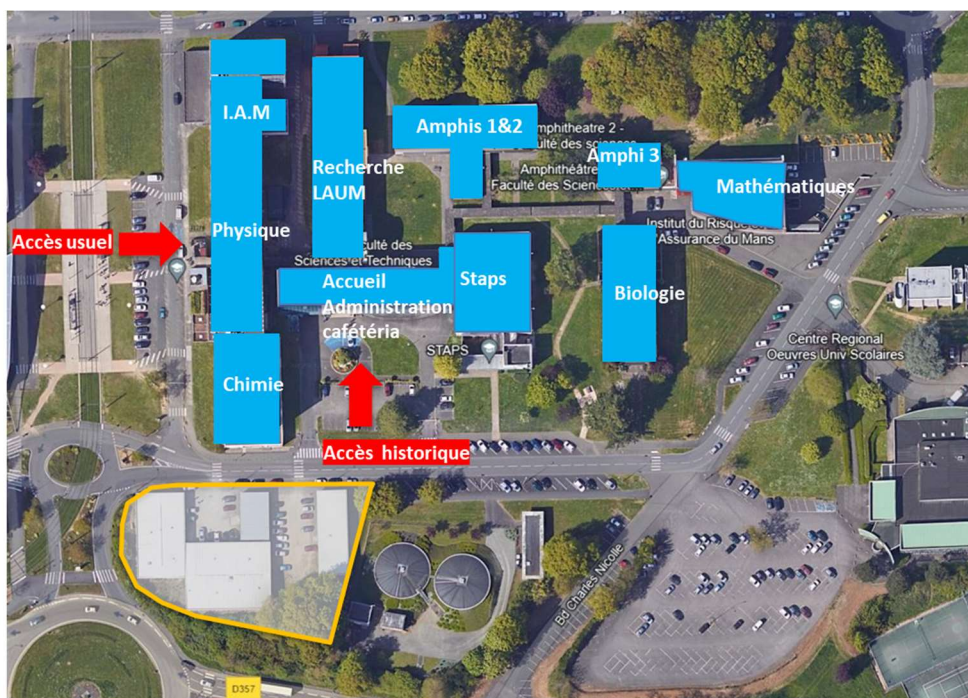 I.A.M
Amphis 1&2
Amphitheatre 2 -
Faculté des sciences
Amphi 3
Recherche
LAUM
Amphithéâtre
Faculté des Sciences et
Mathématiques
Accès usuel
Physique
Institut du Risque
Assurance du Mans
Faculté des
Sciences et Techniques
Accueil
Administration
cafétéria
Staps
Biologie
STAPS
Centre Regional
Oeuvres Univ Scolaires
Chimie
Accès historique
Bd Charles Nicolle
D357